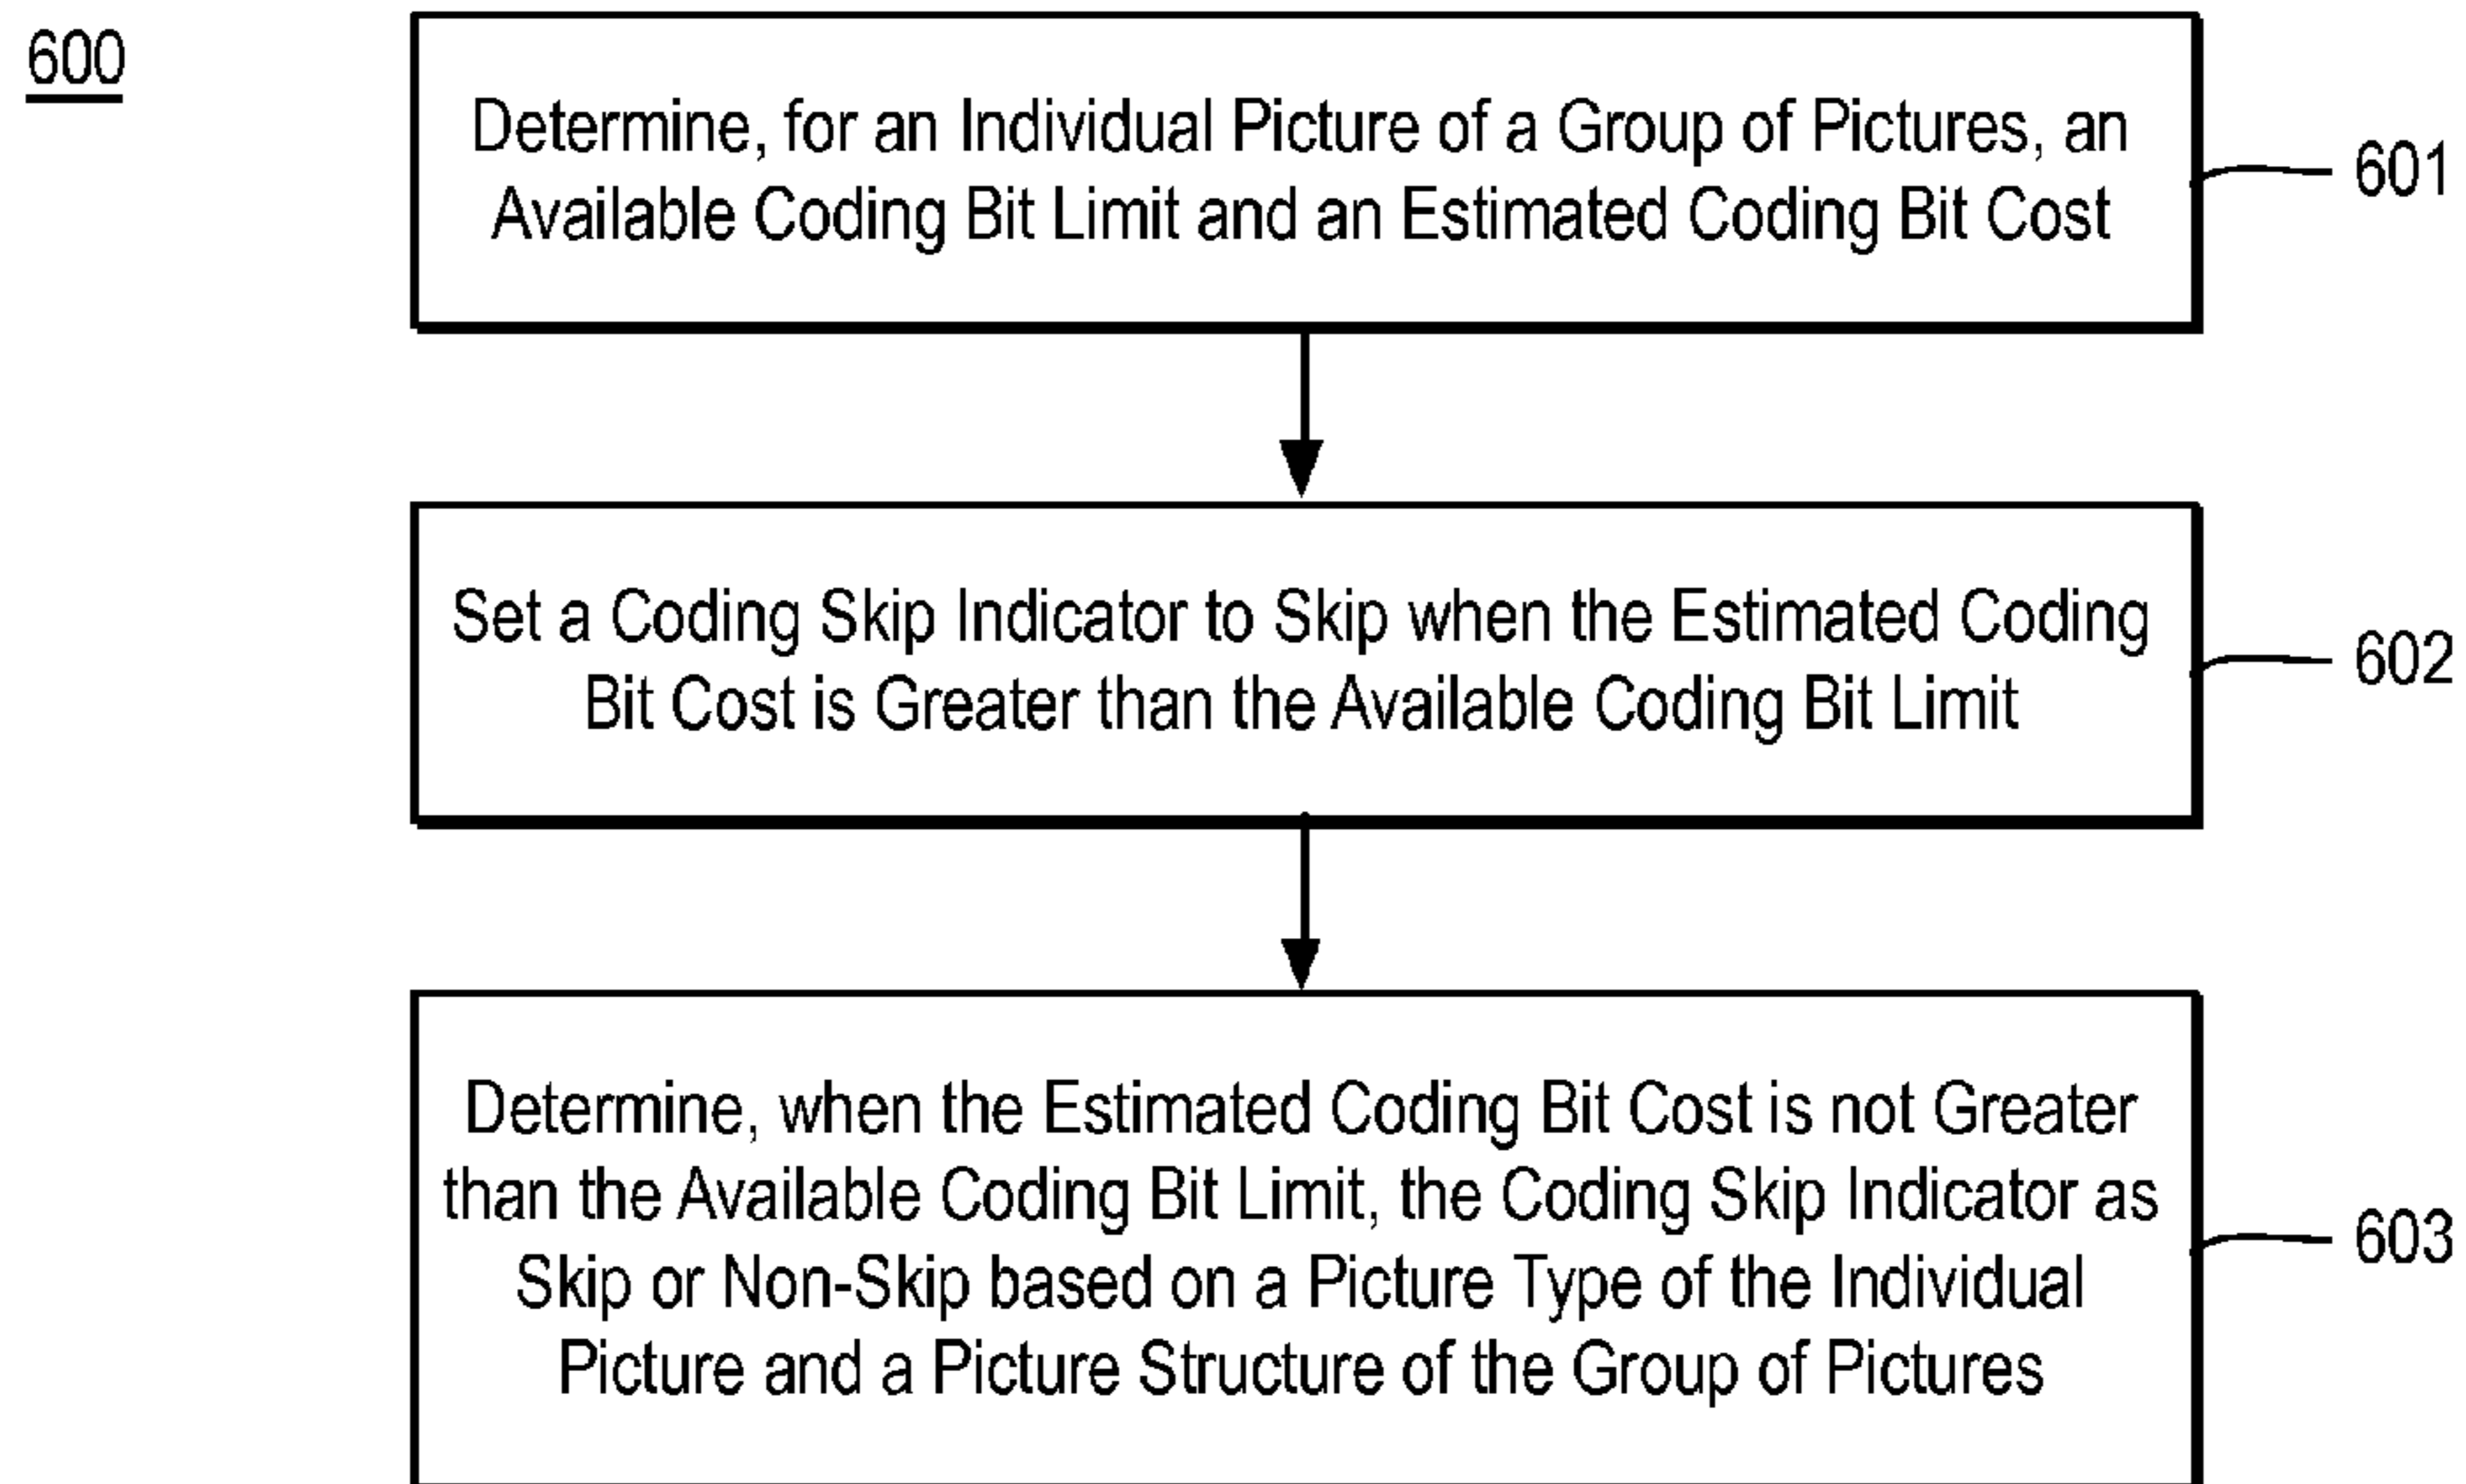 600
Determine, for an Individual Picture of a Group of Pictures, an
Available Coding Bit Limit and an Estimated Coding Bit Cost
601
Set a Coding Skip Indicator to Skip when the Estimated Coding
Bit Cost is Greater than the Available Coding Bit Limit
602
Determine, when the Estimated Coding Bit Cost is not Greater
than the Available Coding Bit Limit, the Coding Skip Indicator as
Skip or Non-Skip based on a Picture Type of the Individual
Picture and a Picture Structure of the Group of Pictures
603